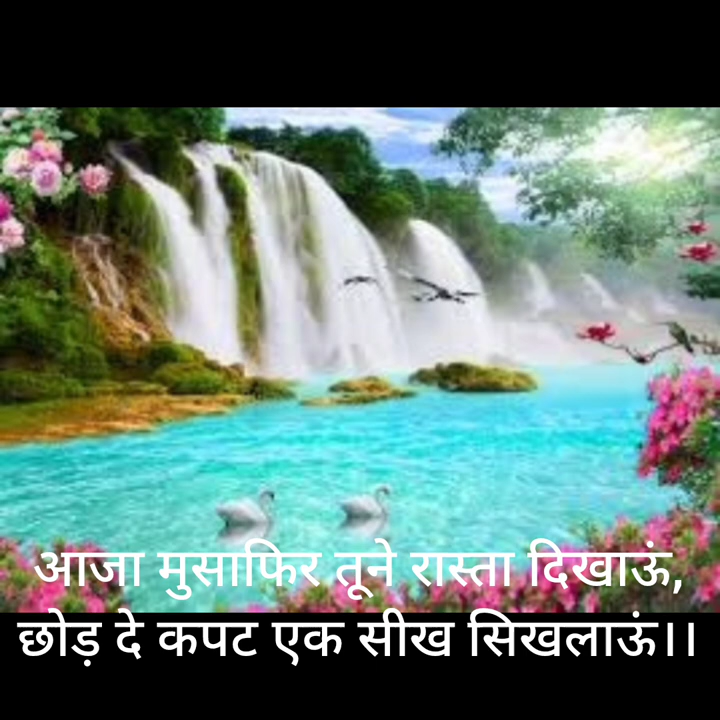 आजा मुसाफिर तूने रास्ता दिखाऊं,
छोड़ दे कपट एक सीख सिखलाऊं।।